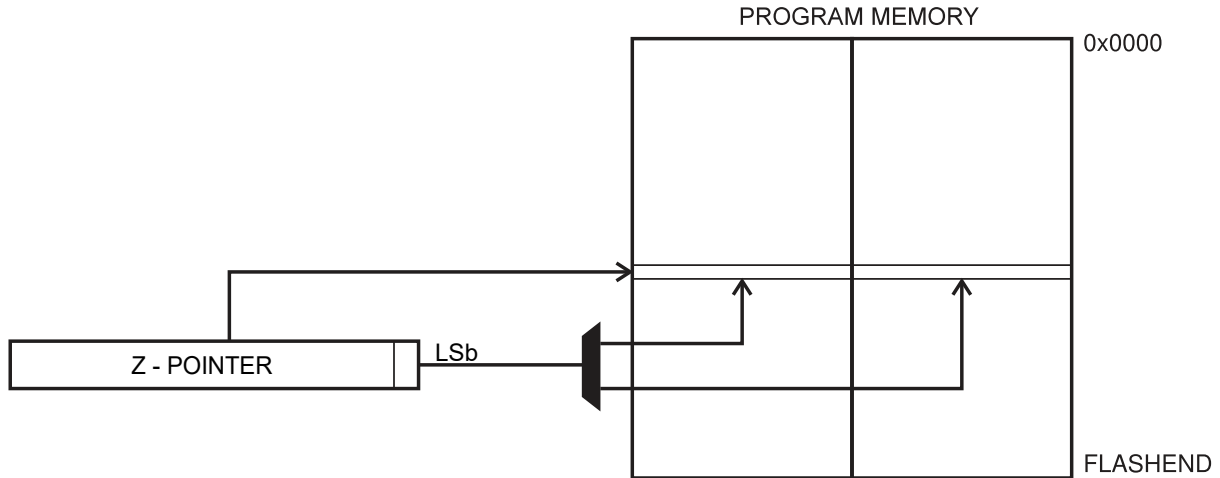 PROGRAM MEMORY
0x0000
LSb
Z - POINTER
FLASHEND